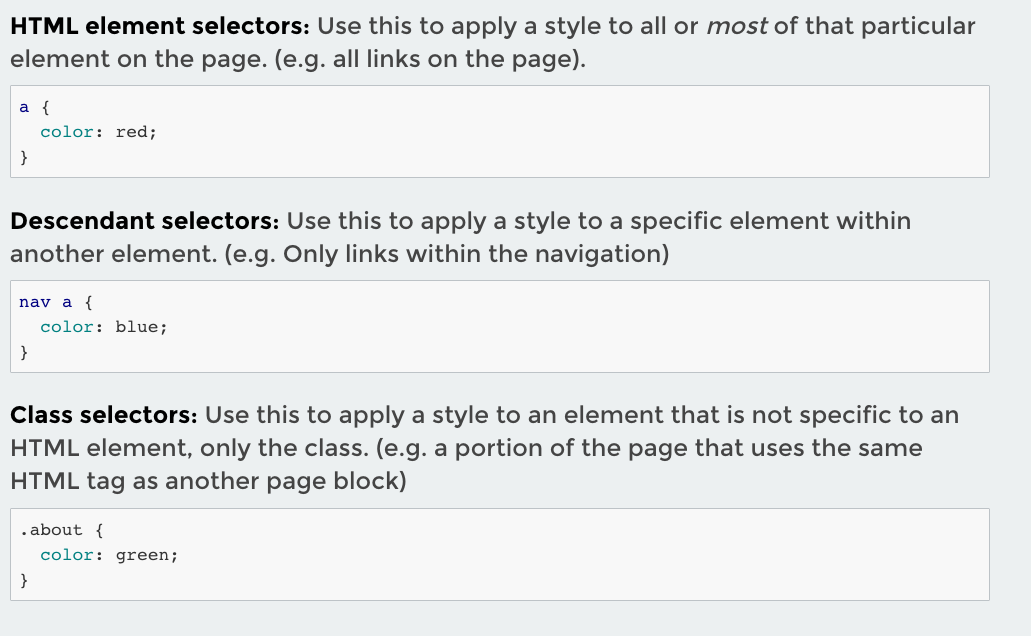 HTML element selectors: Use this to apply a style to all or most of that particular
element on the page. (e.g. all links on the page).
a {
  color: red;
}
Descendant selectors: Use this to apply a style to a specific element within
another element. (e.g. Only links within the navigation)
nav a {
  color: blue;
}
Class selectors: Use this to apply a style to an element that is not specific to an
HTML element, only the class. (e.g. a portion of the page that uses the same
HTML tag as another page block)
.about {
  color: green;
}